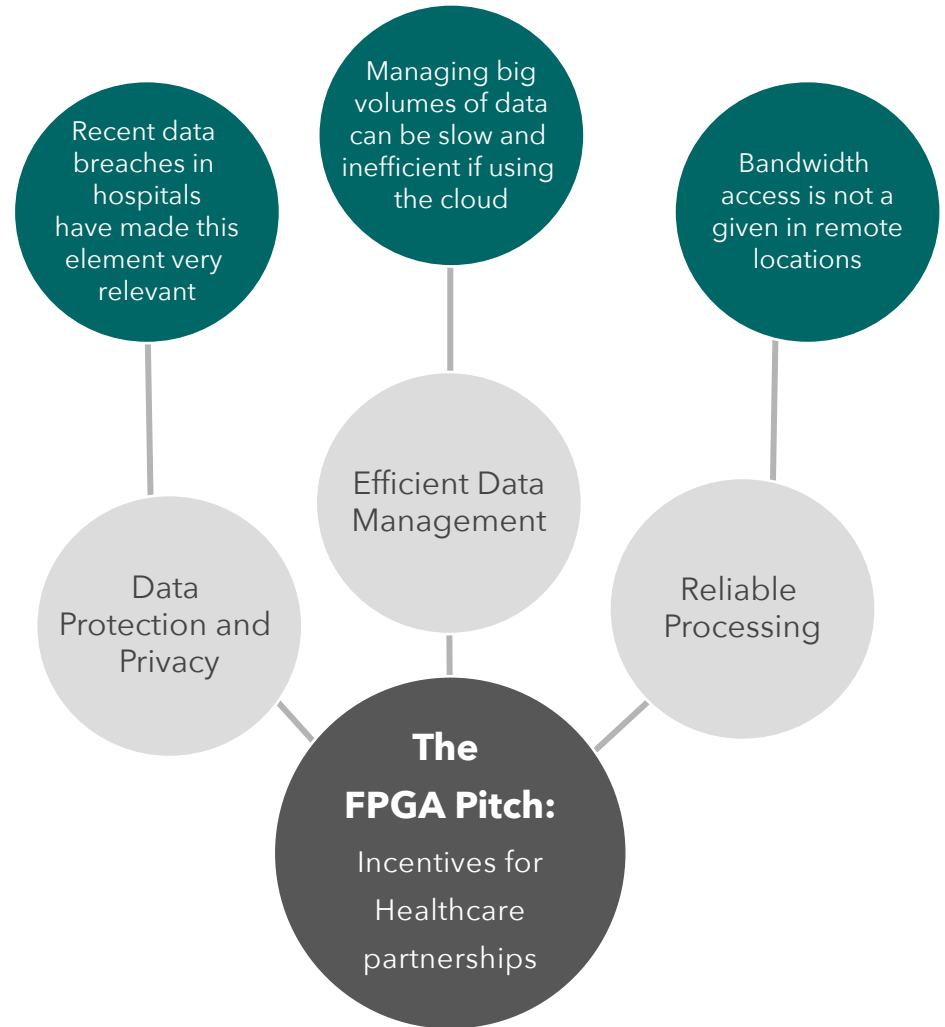 Recent data
breaches in
hospitals
have made this
element very
relevant
Managing big
volumes of data
can be slow and
inefficient if using
the cloud
Bandwidth
access is not a
given in remote
locations
Data
Protection and
Privacy
Efficient Data
Management
Reliable
Processing
The
FPGA Pitch:
Incentives for
Healthcare
partnerships